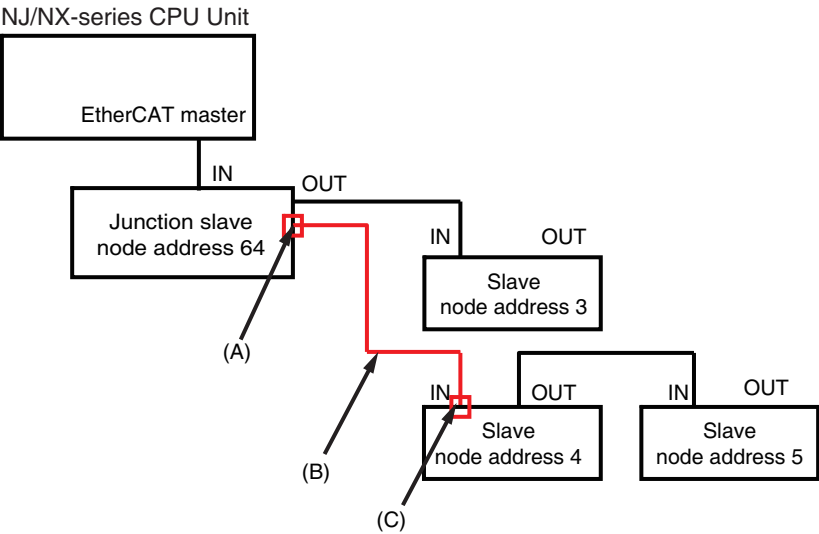 NJ/NX-series CPU Unit
EtherCAT master
IN
OUT
Junction slave
node address 64
IN
OUT
Slave
node address 3
(A)
IN
OUT
IN
OUT
Slave
node address 4
Slave
node address 5
(B)
(C)